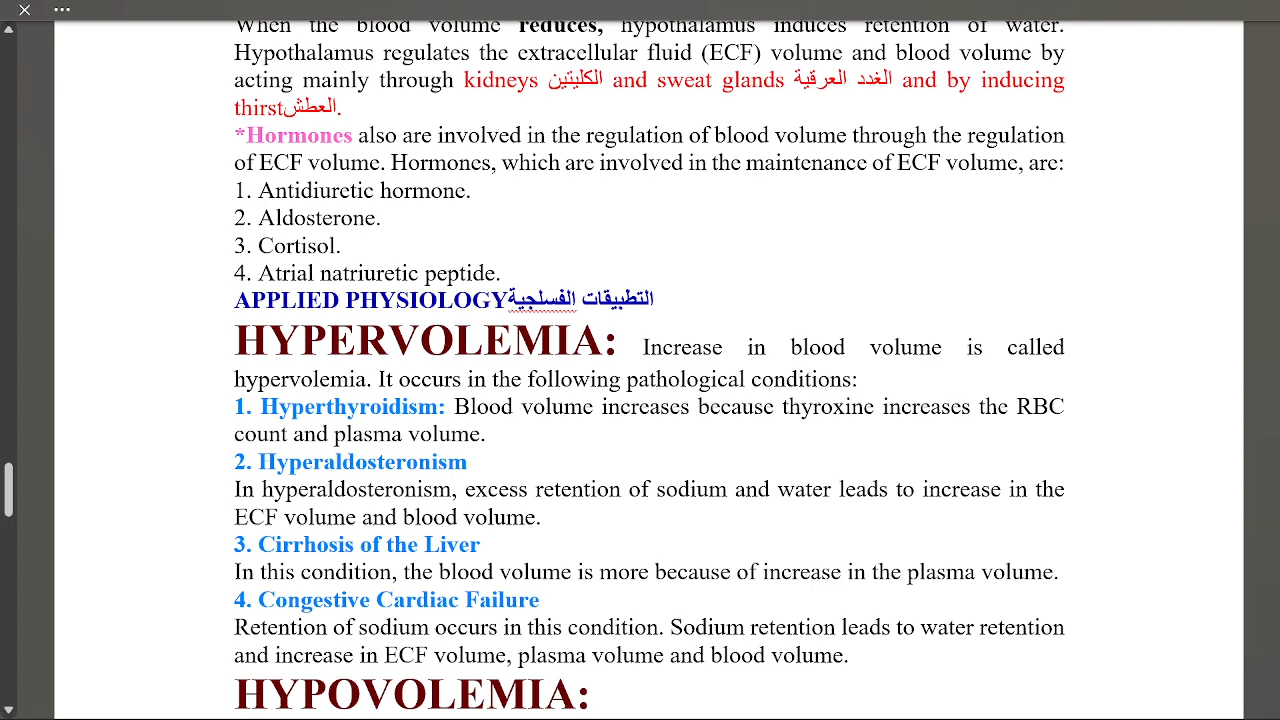 When the blood volume reduces, hypothalamus induces retention of water.
Hypothalamus regulates the extracellular fluid (ECF) volume and blood volume by
acting mainly through kidneys الكليتين and sweat glands الغدد العرقية and by inducing
thirstالعطش.
*Hormones also are involved in the regulation of blood volume through the regulation
of ECF volume. Hormones, which are involved in the maintenance of ECF volume, are:
1. Antidiuretic hormone.
2. Aldosterone.
3. Cortisol.
4. Atrial natriuretic peptide.
APPLIED PHYSIOLOGYالتطبيقات الفسلجية
HYPERVOLEMIA: Increase in blood volume is called
hypervolemia. It occurs in the following pathological conditions:
1. Hyperthyroidism: Blood volume increases because thyroxine increases the RBC
count and plasma volume.
2. Hyperaldosteronism
In hyperaldosteronism, excess retention of sodium and water leads to increase in the
ECF volume and blood volume.
3. Cirrhosis of the Liver
In this condition, the blood volume is more because of increase in the plasma volume.
4. Congestive Cardiac Failure
Retention of sodium occurs in this condition. Sodium retention leads to water retention
and increase in ECF volume, plasma volume and blood volume.
HYPOVOLEMIA: